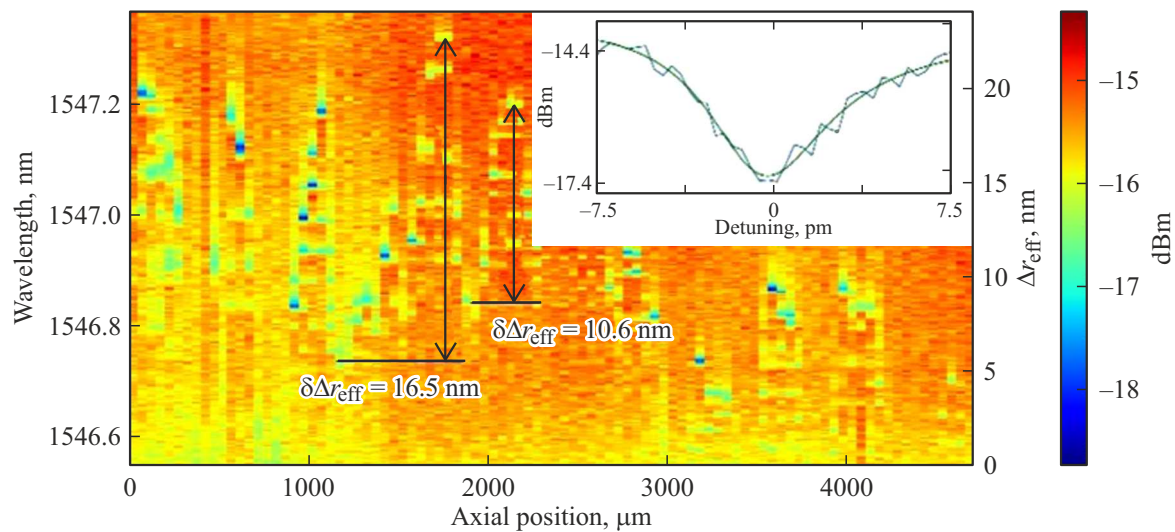 1547.2
1547.0
1546.8
1546.6
Wavelength, nm
0
1000
2000
3000
4000
Axial position, μm
δΔr_eff = 16.5 nm
δΔr_eff = 10.6 nm
−14.4
−17.4
dBm
−7.5
0
7.5
Detuning, pm
20
15
10
5
0
Δr_eff, nm
−15
−16
−17
−18
dBm